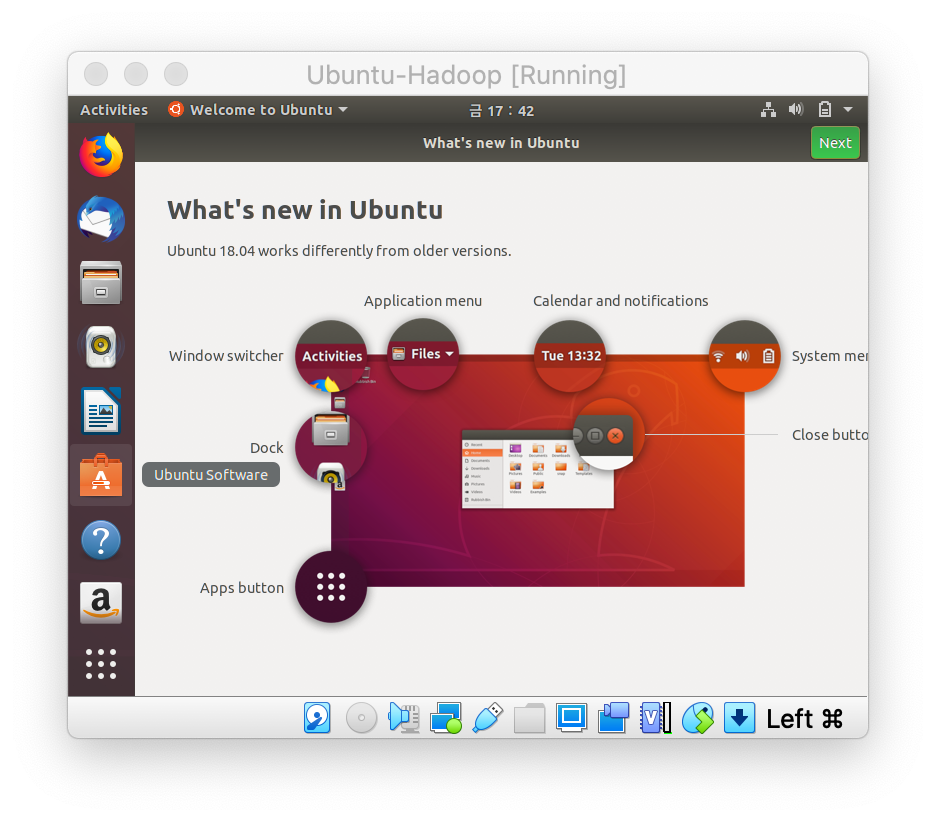 Ubuntu-Hadoop [Running]
Activities
Welcome to Ubuntu
금 17 : 42
What's new in Ubuntu
Next
What's new in Ubuntu
Ubuntu 18.04 works differently from older versions.
Application menu
Calendar and notifications
Window switcher
Activities
Files
Tue 13:32
System men
Dock
Close butto
Ubuntu Software
Apps button
Left ⌘